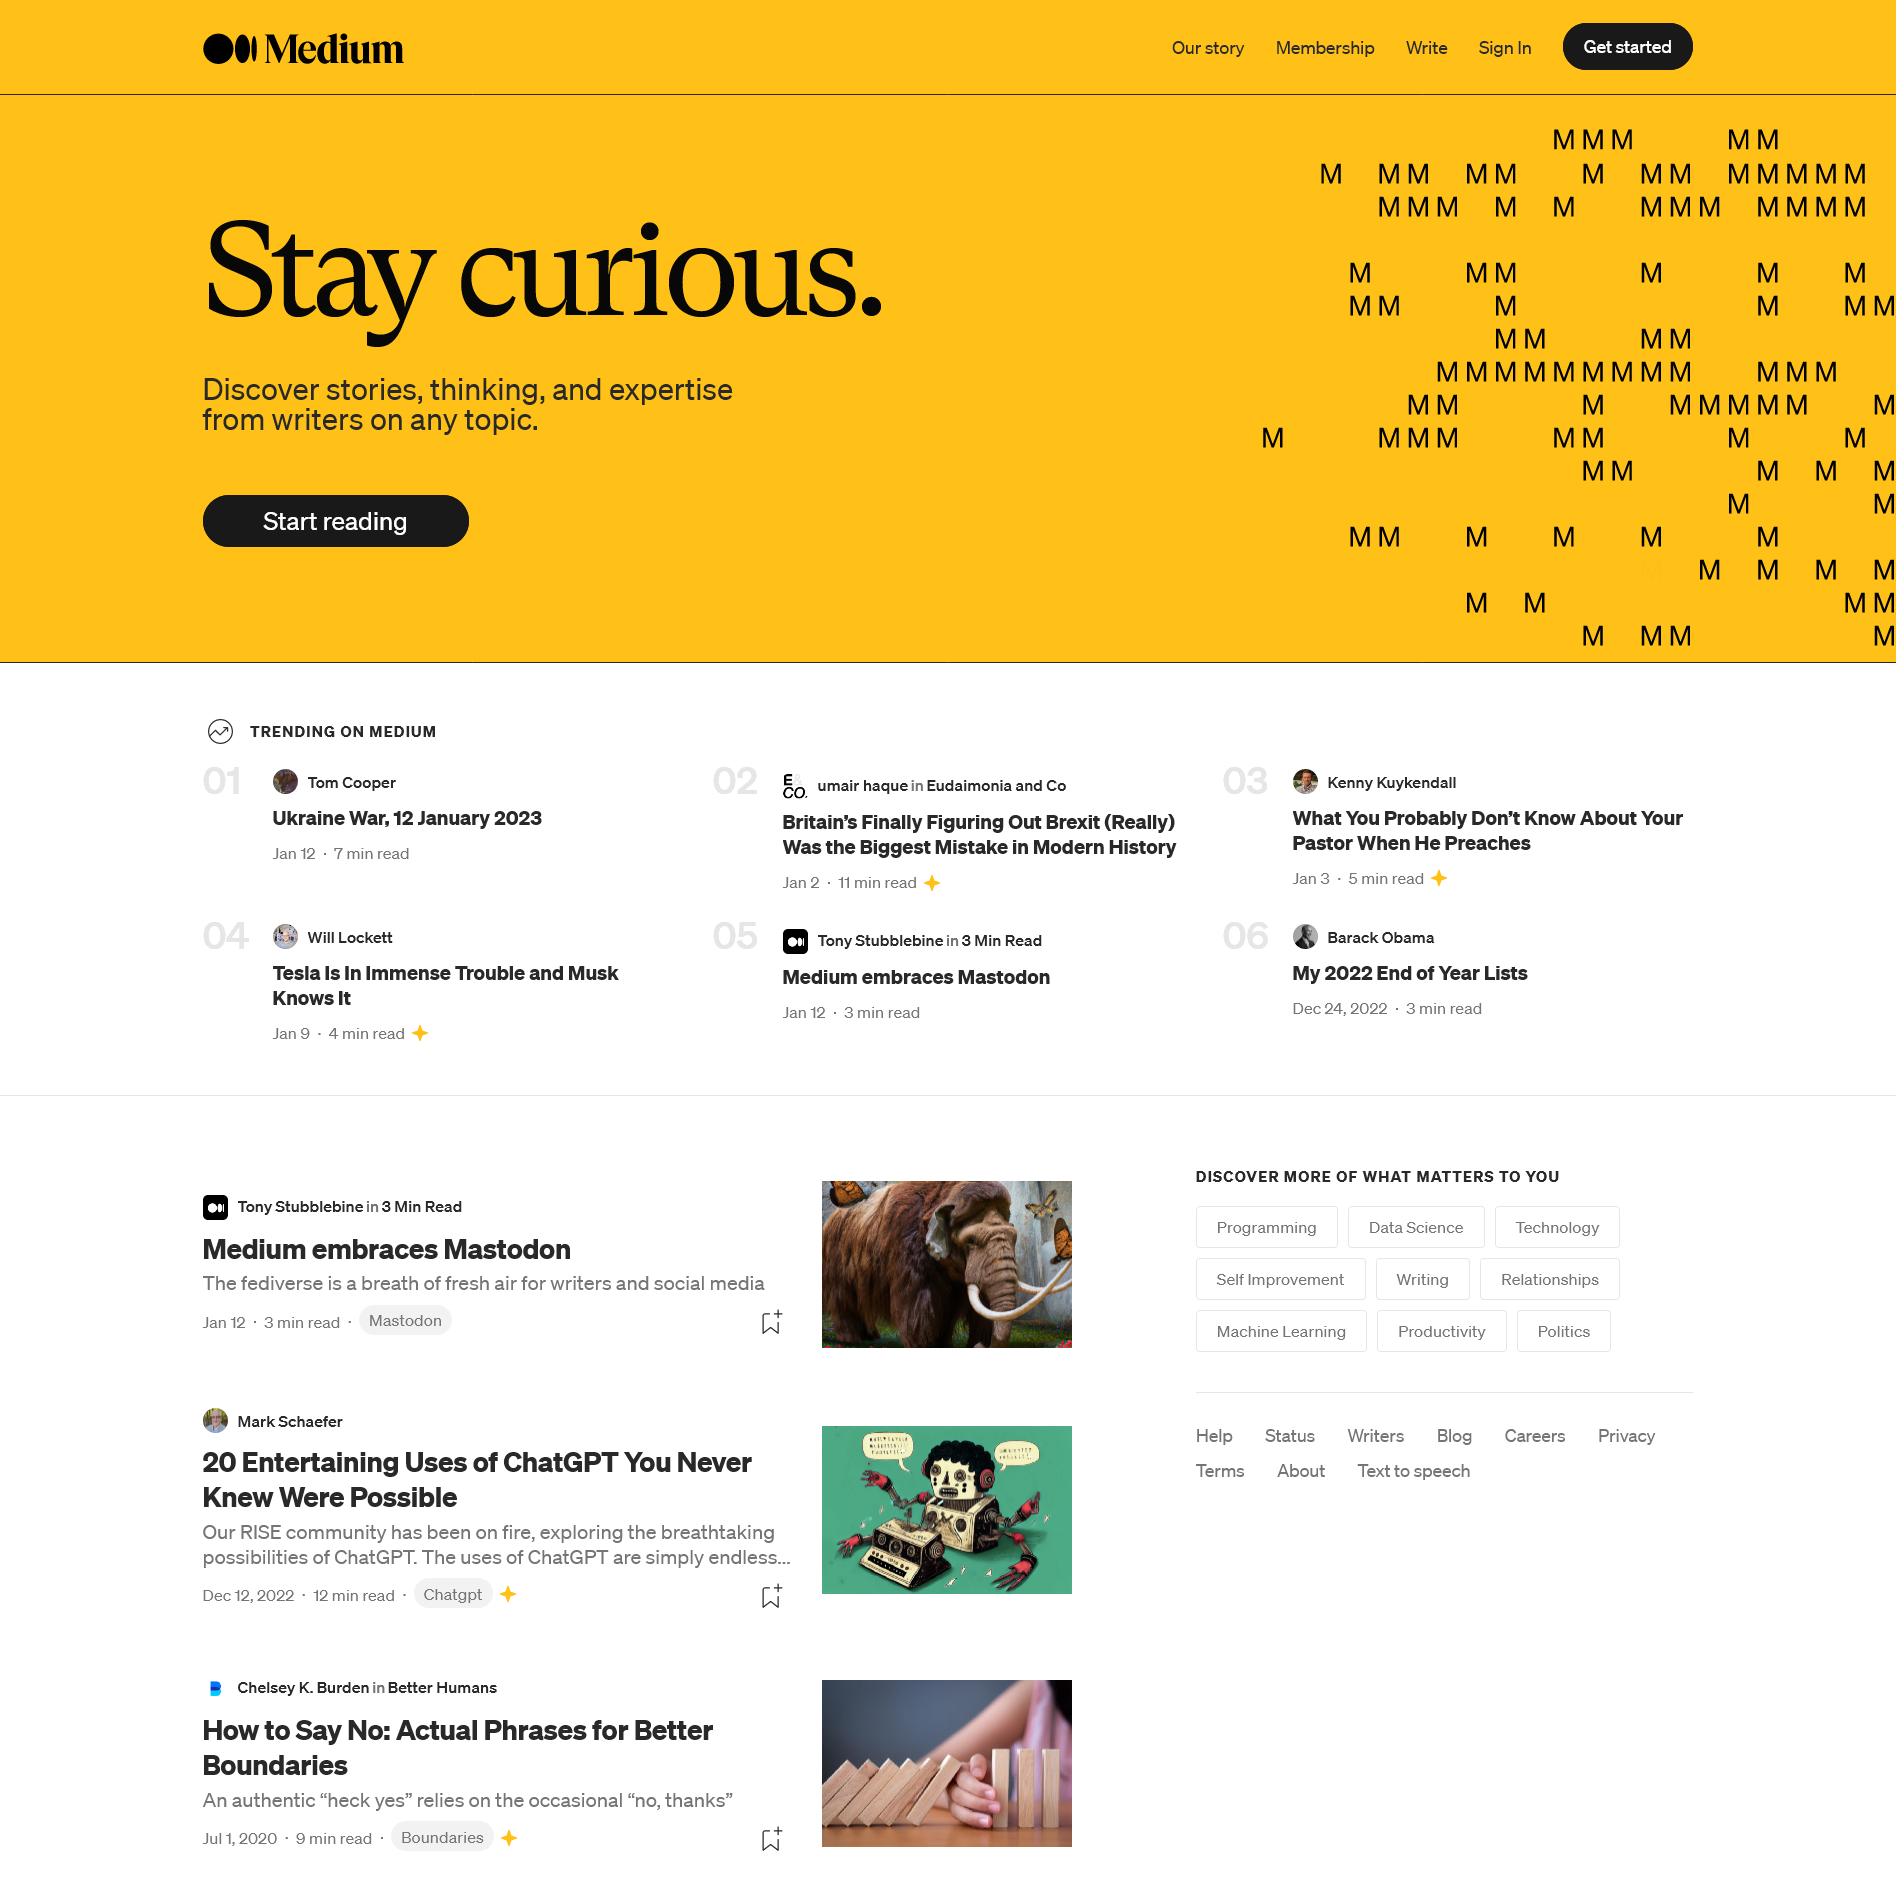 Medium
Our story
Membership
Write
Sign In
Get started
M M M M M
M M M M M M M M M M M M M
M M M M M M M M M M M M
M M M M M M
M M M M M M
M M M M
M M M M M M M M M M M M
M M M M M M M M M
M M M M M M M M
M M M M M
M M
M M M M M M
M M M M
M M M M
M M M M
Stay curious.
Discover stories, thinking, and expertise
from writers on any topic.
Start reading
TRENDING ON MEDIUM
01
Tom Cooper
Ukraine War, 12 January 2023
Jan 12 · 7 min read
02
E&
CO.
umair haque in Eudaimonia and Co
Britain’s Finally Figuring Out Brexit (Really)
Was the Biggest Mistake in Modern History
Jan 2 · 11 min read
03
Kenny Kuykendall
What You Probably Don’t Know About Your
Pastor When He Preaches
Jan 3 · 5 min read
04
Will Lockett
Tesla Is In Immense Trouble and Musk
Knows It
Jan 9 · 4 min read
05
Tony Stubblebine in 3 Min Read
Medium embraces Mastodon
Jan 12 · 3 min read
06
Barack Obama
My 2022 End of Year Lists
Dec 24, 2022 · 3 min read
Tony Stubblebine in 3 Min Read
Medium embraces Mastodon
The fediverse is a breath of fresh air for writers and social media
Jan 12 · 3 min read · Mastodon
Mark Schaefer
20 Entertaining Uses of ChatGPT You Never
Knew Were Possible
Our RISE community has been on fire, exploring the breathtaking
possibilities of ChatGPT. The uses of ChatGPT are simply endless...
Dec 12, 2022 · 12 min read · Chatgpt
B
Chelsey K. Burden in Better Humans
How to Say No: Actual Phrases for Better
Boundaries
An authentic “heck yes” relies on the occasional “no, thanks”
Jul 1, 2020 · 9 min read · Boundaries
DISCOVER MORE OF WHAT MATTERS TO YOU
Programming
Data Science
Technology
Self Improvement
Writing
Relationships
Machine Learning
Productivity
Politics
Help
Status
Writers
Blog
Careers
Privacy
Terms
About
Text to speech